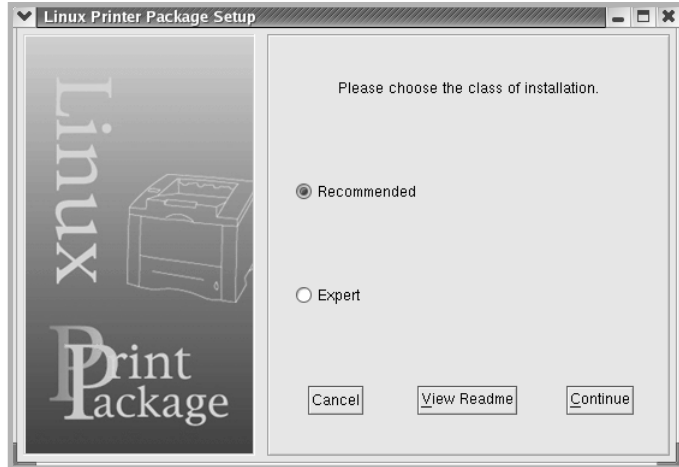 Linux Printer Package Setup
Linux
Print
Package
Please choose the class of installation.
Recommended
Expert
Cancel
View Readme
Continue